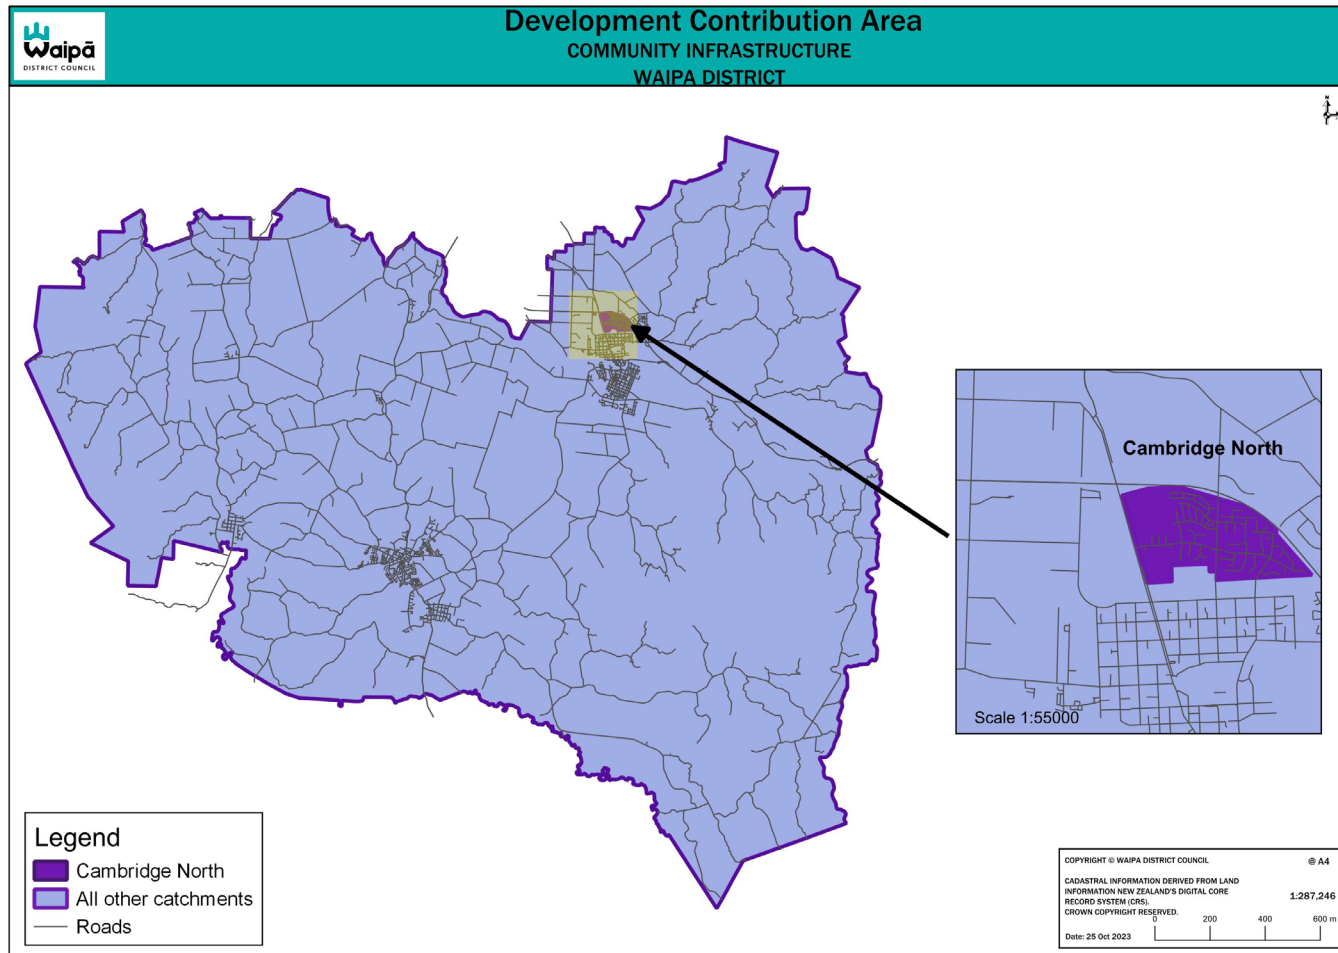 Waipā
DISTRICT COUNCIL
Development Contribution Area
COMMUNITY INFRASTRUCTURE
WAIPA DISTRICT
N
Cambridge North
Scale 1:55000
Legend
Cambridge North
All other catchments
Roads
COPYRIGHT © WAIPA DISTRICT COUNCIL @ A4
CADASTRAL INFORMATION DERIVED FROM LAND
INFORMATION NEW ZEALAND'S DIGITAL CORE
RECORD SYSTEM (CRS).
CROWN COPYRIGHT RESERVED.
1:287,246
0 200 400 600 m
Date: 25 Oct 2023